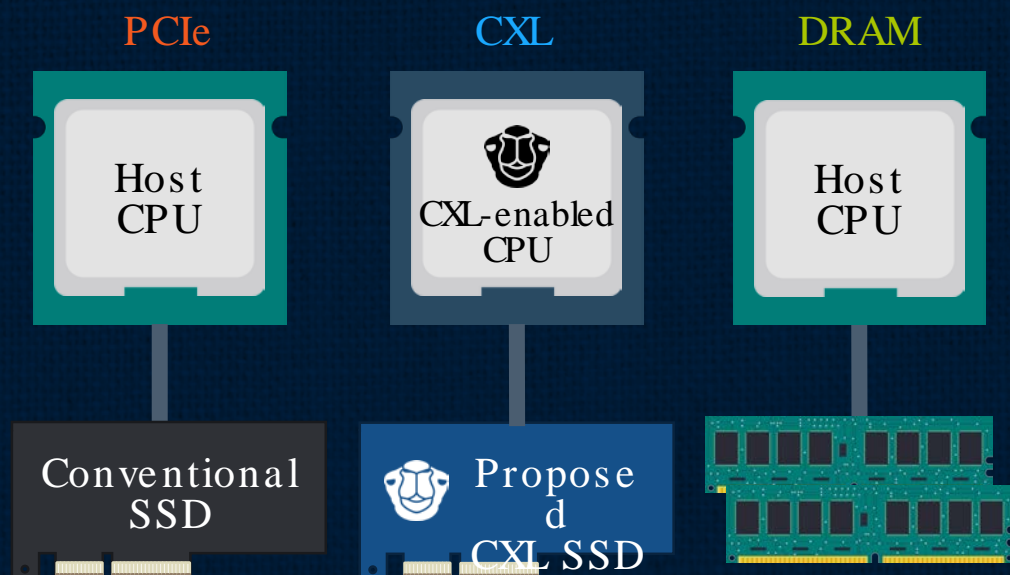 PCIe
CXL
DRAM
Host
CPU
CXL-enabled
CPU
Host
CPU
Conventional
SSD
Propose
d
CXL SSD